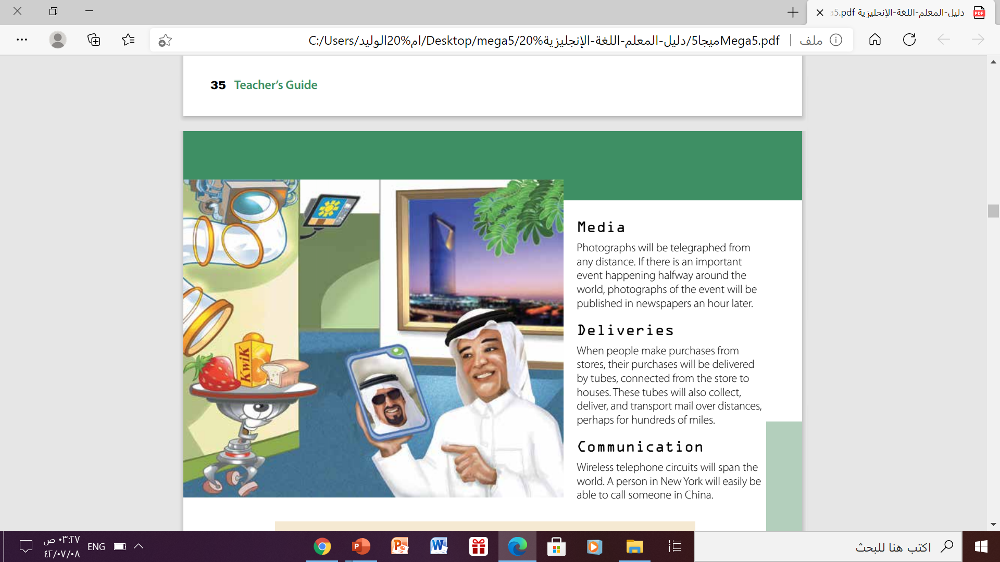 دليل-المعلم-اللغة-الإنجليزية a5.pdf
ملف
C:/Users/ام%20الوليد/Desktop/mega5/20%دليل-المعلم-اللغة-الإنجليزية/ميجا5Mega5.pdf
35 Teacher's Guide
Media
Photographs will be telegraphed from
any distance. If there is an important
event happening halfway around the
world, photographs of the event will be
published in newspapers an hour later.
Deliveries
When people make purchases from
stores, their purchases will be delivered
by tubes, connected from the store to
houses. These tubes will also collect,
deliver, and transport mail over distances,
perhaps for hundreds of miles.
Communication
Wireless telephone circuits will span the
world. A person in New York will easily be
able to call someone in China.
KwiK
اكتب هنا للبحث
ENG
٠٣:٢٧ ص
٤٢/٠٧/٠٨